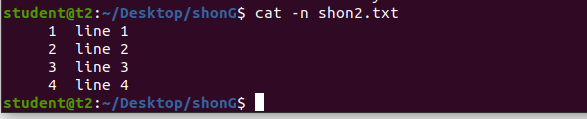 student@t2:~/Desktop/shonG$ cat -n shon2.txt
     1  line 1
     2  line 2
     3  line 3
     4  line 4
student@t2:~/Desktop/shonG$